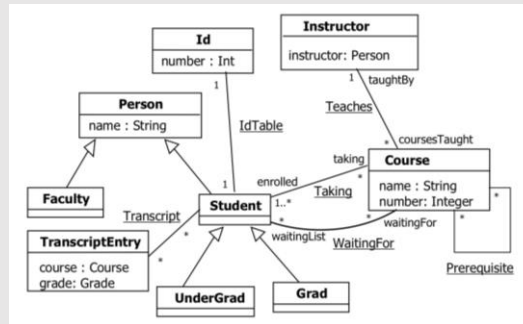 Id
number : Int
1
Instructor
instructor: Person
1
taughtBy
Teaches
*
coursesTaught
Person
name : String
IdTable
1
Faculty
Student
enrolled
1..*
taking
*
Taking
Course
name : String
number: Integer
*
waitingList
WaitingFor
*
waitingFor
*
*
Prerequisite
Transcript
*
*
TranscriptEntry
course : Course
grade: Grade
UnderGrad
Grad